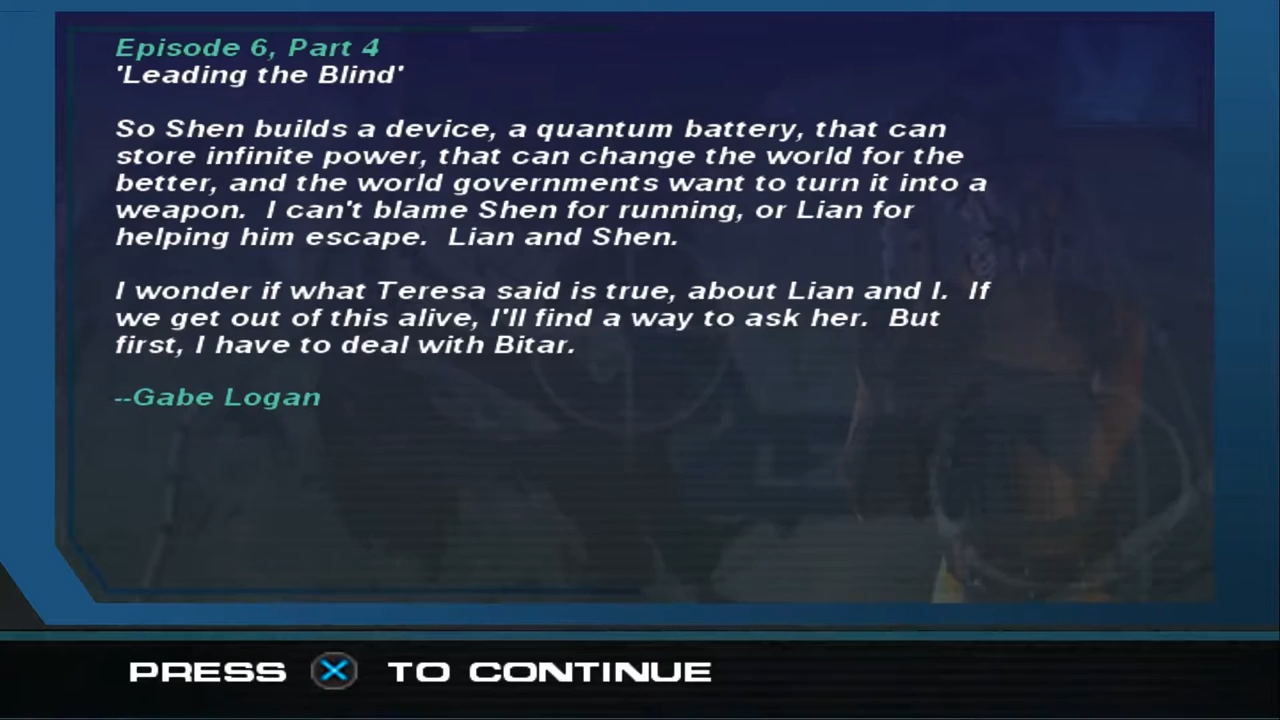 Episode 6, Part 4
'Leading the Blind'
So Shen builds a device, a quantum battery, that can
store infinite power, that can change the world for the
better, and the world governments want to turn it into a
weapon.  I can't blame Shen for running, or Lian for
helping him escape.  Lian and Shen.
I wonder if what Teresa said is true, about Lian and I.  If
we get out of this alive, I'll find a way to ask her.  But
first, I have to deal with Bitar.
--Gabe Logan
PRESS X TO CONTINUE